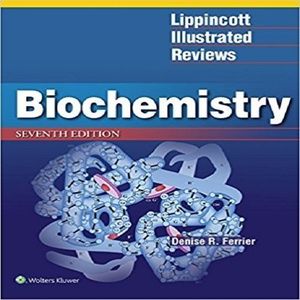 Lippincott
Illustrated
Reviews
Biochemistry
SEVENTH EDITION
Denise R. Ferrier
Wolters Kluwer